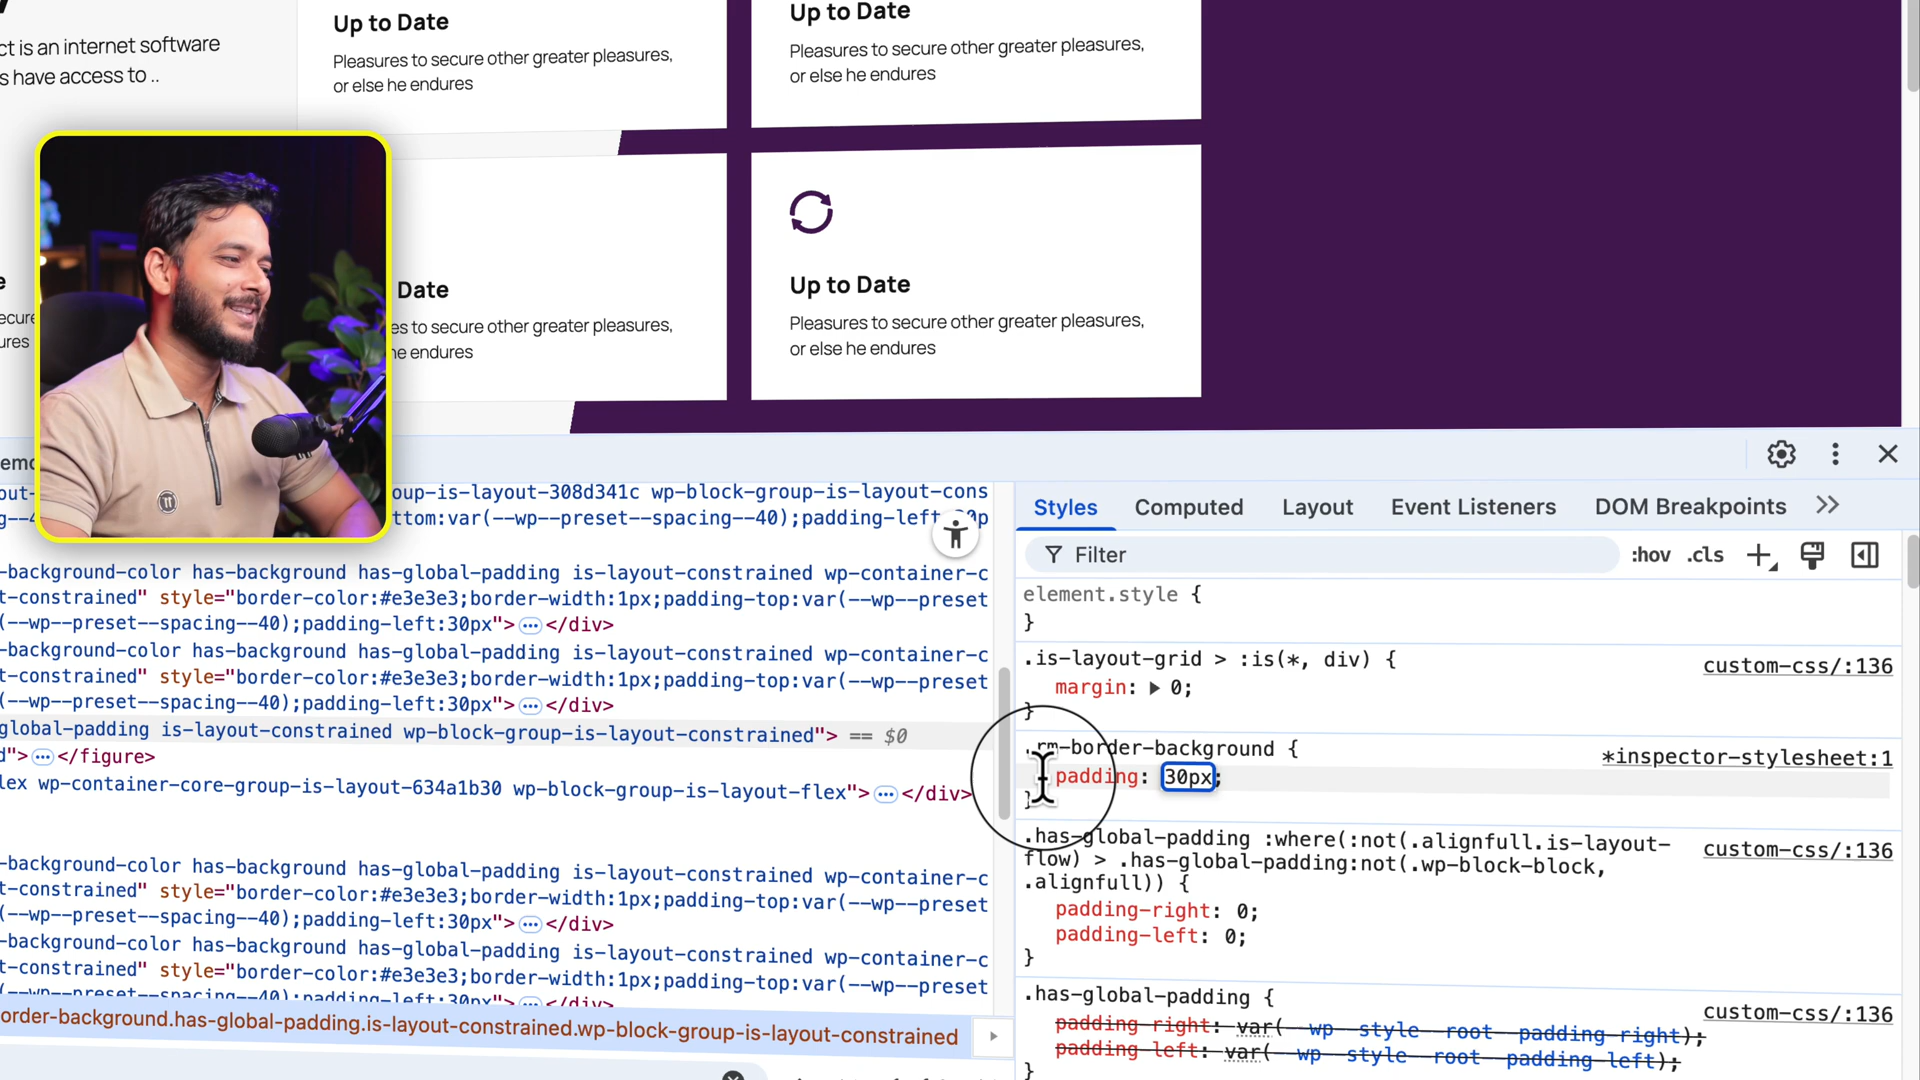 ct is an internet software
s have access to ..
Up to Date
Pleasures to secure other greater pleasures,
or else he endures
Up to Date
Pleasures to secure other greater pleasures,
or else he endures
Date
es to secure other greater pleasures,
he endures
Up to Date
Pleasures to secure other greater pleasures,
or else he endures
e
ecure
ures
emo
out-
oup-is-layout-308d341c wp-block-group-is-layout-cons
ttom:var(--wp--preset--spacing--40);padding-left:30p
-background-color has-background has-global-padding is-layout-constrained wp-container-c
t-constrained" style="border-color:#e3e3e3;border-width:1px;padding-top:var(--wp--preset
(--wp--preset--spacing--40);padding-left:30px">⋯</div>
-background-color has-background has-global-padding is-layout-constrained wp-container-c
t-constrained" style="border-color:#e3e3e3;border-width:1px;padding-top:var(--wp--preset
(--wp--preset--spacing--40);padding-left:30px">⋯</div>
global-padding is-layout-constrained wp-block-group-is-layout-constrained"> == $0
d">⋯</figure>
lex wp-container-core-group-is-layout-634a1b30 wp-block-group-is-layout-flex">⋯</div>
-background-color has-background has-global-padding is-layout-constrained wp-container-c
t-constrained" style="border-color:#e3e3e3;border-width:1px;padding-top:var(--wp--preset
(--wp--preset--spacing--40);padding-left:30px">⋯</div>
-background-color has-background has-global-padding is-layout-constrained wp-container-c
t-constrained" style="border-color:#e3e3e3;border-width:1px;padding-top:var(--wp--preset
(--wp--preset--spacing--40);padding-left:30px">⋯</div>
order-background.has-global-padding.is-layout-constrained.wp-block-group-is-layout-constrained
Styles Computed Layout Event Listeners DOM Breakpoints
Filter :hov .cls
element.style {
}
.is-layout-grid > :is(*, div) { custom-css/:136
margin: 0;
}
.rm-border-background { *inspector-stylesheet:1
padding: 30px;
}
.has-global-padding :where(:not(.alignfull.is-layout-
flow) > .has-global-padding:not(.wp-block-block, custom-css/:136
.alignfull)) {
padding-right: 0;
padding-left: 0;
}
.has-global-padding { custom-css/:136
padding-right: var(--wp--style--root--padding-right);
padding-left: var(--wp--style--root--padding-left);
}